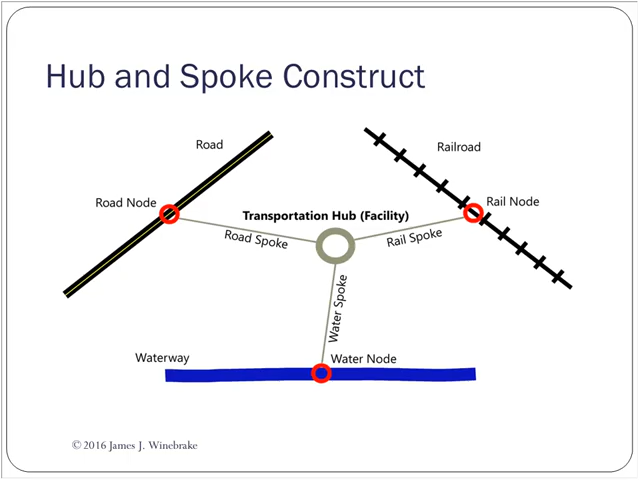 Hub and Spoke Construct
Road
Railroad
Road Node
Rail Node
Transportation Hub (Facility)
Road Spoke
Rail Spoke
Water Spoke
Waterway
Water Node
© 2016 James J. Winebrake